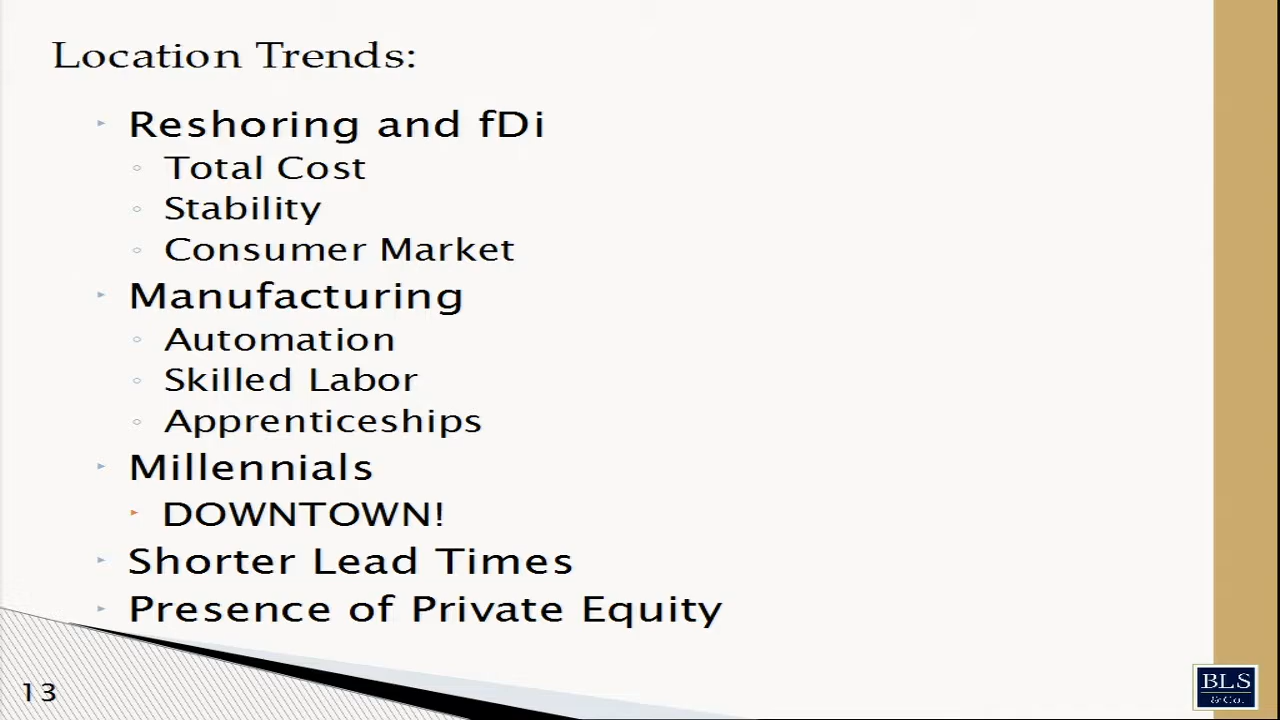 Location Trends:
Reshoring and fDi
Total Cost
Stability
Consumer Market
Manufacturing
Automation
Skilled Labor
Apprenticeships
Millennials
DOWNTOWN!
Shorter Lead Times
Presence of Private Equity
13
BLS
& Co.